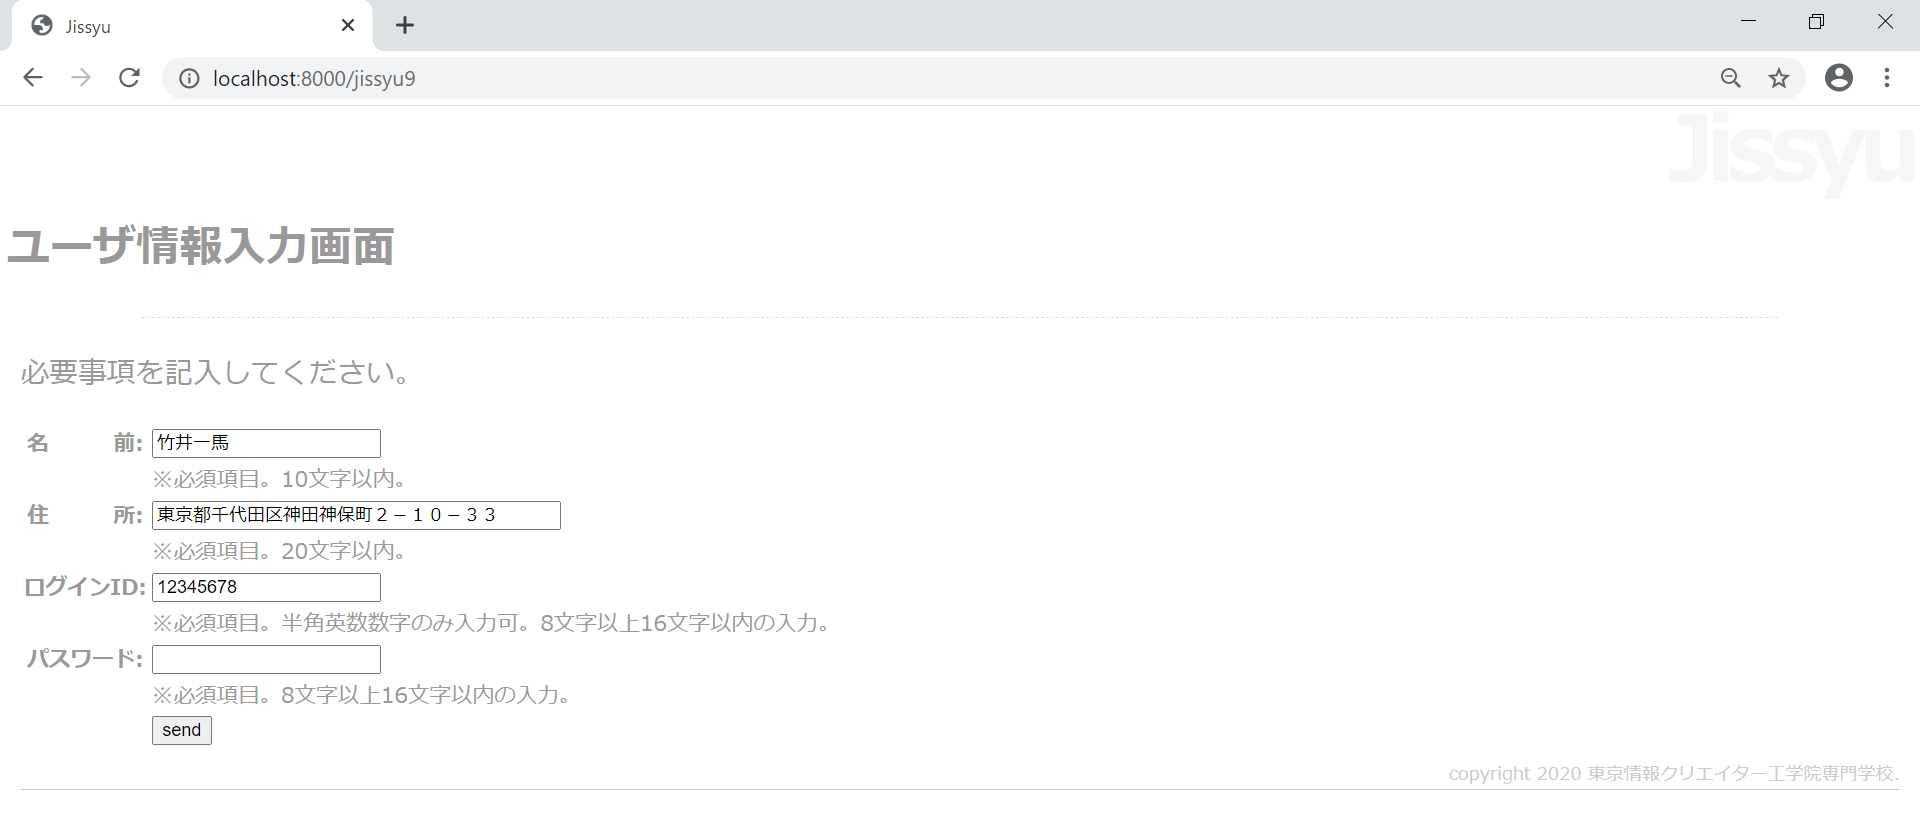 Jissyu
localhost:8000/jissyu9
Jissyu
ユーザ情報入力画面
必要事項を記入してください。
名 前: 竹井一馬
※必須項目。10文字以内。
住 所: 東京都千代田区神田神保町２－１０－３３
※必須項目。20文字以内。
ログインID: 12345678
※必須項目。半角英数数字のみ入力可。8文字以上16文字以内の入力。
パスワード:
※必須項目。8文字以上16文字以内の入力。
send
copyright 2020 東京情報クリエイター工学院専門学校.